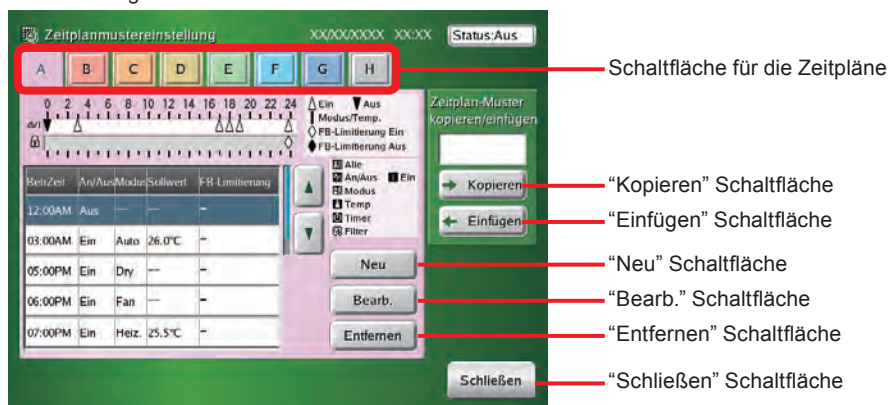 Zeitplanmustereinstellung XX/XX/XXXX XX:XX Status:Aus
A B C D E F G H
Schaltfläche für die Zeitpläne
0 2 4 6 8 10 12 14 16 18 20 22 24
Ein Aus
Modus/Temp.
FB-Limitierung Ein
FB-Limitierung Aus
Zeitplan-Muster
kopieren/einfügen
Alle
An/Aus Ein
Modus
Temp
Timer
Filter
Kopieren
“Kopieren” Schaltfläche
Einfügen
“Einfügen” Schaltfläche
BetrZeit An/Aus Modus Sollwert FB-Limitierung
12:00AM Aus --- --- -
03:00AM Ein Auto 26.0°C -
05:00PM Ein Dry --- -
06:00PM Ein Fan --- -
07:00PM Ein Heiz. 25.5°C -
Neu
“Neu” Schaltfläche
Bearb.
“Bearb.” Schaltfläche
Entfernen
“Entfernen” Schaltfläche
Schließen
“Schließen” Schaltfläche